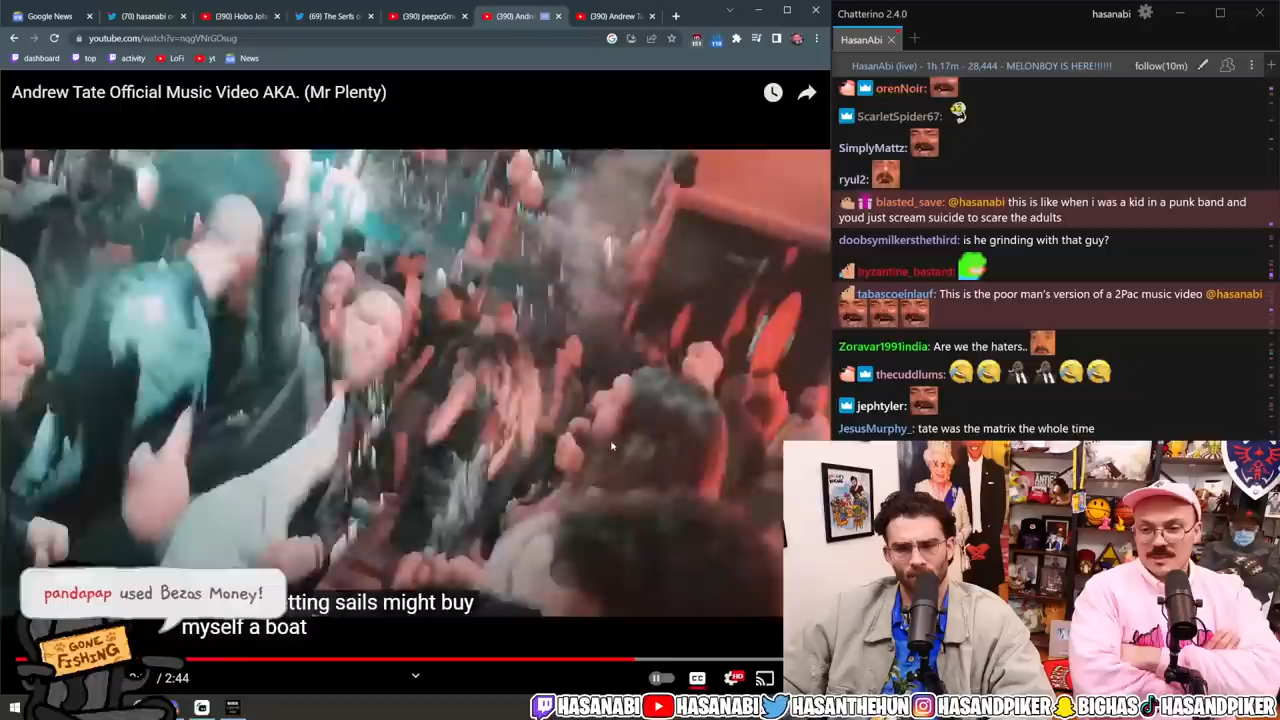 Google News
(70) hasanabi o
(390) Hobo Joh
(69) The Serfs o
(390) peepoSm
(390) Andre
(390) Andrew Ta
youtube.com/watch?v=nqgVNrGOsug
dashboard
top
activity
LoFi
yt
News
Andrew Tate Official Music Video AKA. (Mr Plenty)
tting sails might buy
myself a boat
pandapap used Bezos Money!
GONE
FISHING
/ 2:44
CC
HD
Chatterino 2.4.0
hasanabi
HasanAbi
HasanAbi (live) - 1h 17m - 28,444 - MELONBOY IS HERE!!!!!!
follow(10m)
orenNoir:
ScarletSpider67:
SimplyMattz:
ryul2:
blasted_save: @hasanabi this is like when i was a kid in a punk band and
youd just scream suicide to scare the adults
doobsymilkersthethird: is he grinding with that guy?
byzantine_bastard:
tabascoeinlauf: This is the poor man's version of a 2Pac music video @hasanabi
Zoravar1991india: Are we the haters..
thecuddlums:
jephtyler:
JesusMurphy_: tate was the matrix the whole time
HASANABI HASANABI HASANTHEHUN HASANDPIKER BIGHAS HASANDPIKER